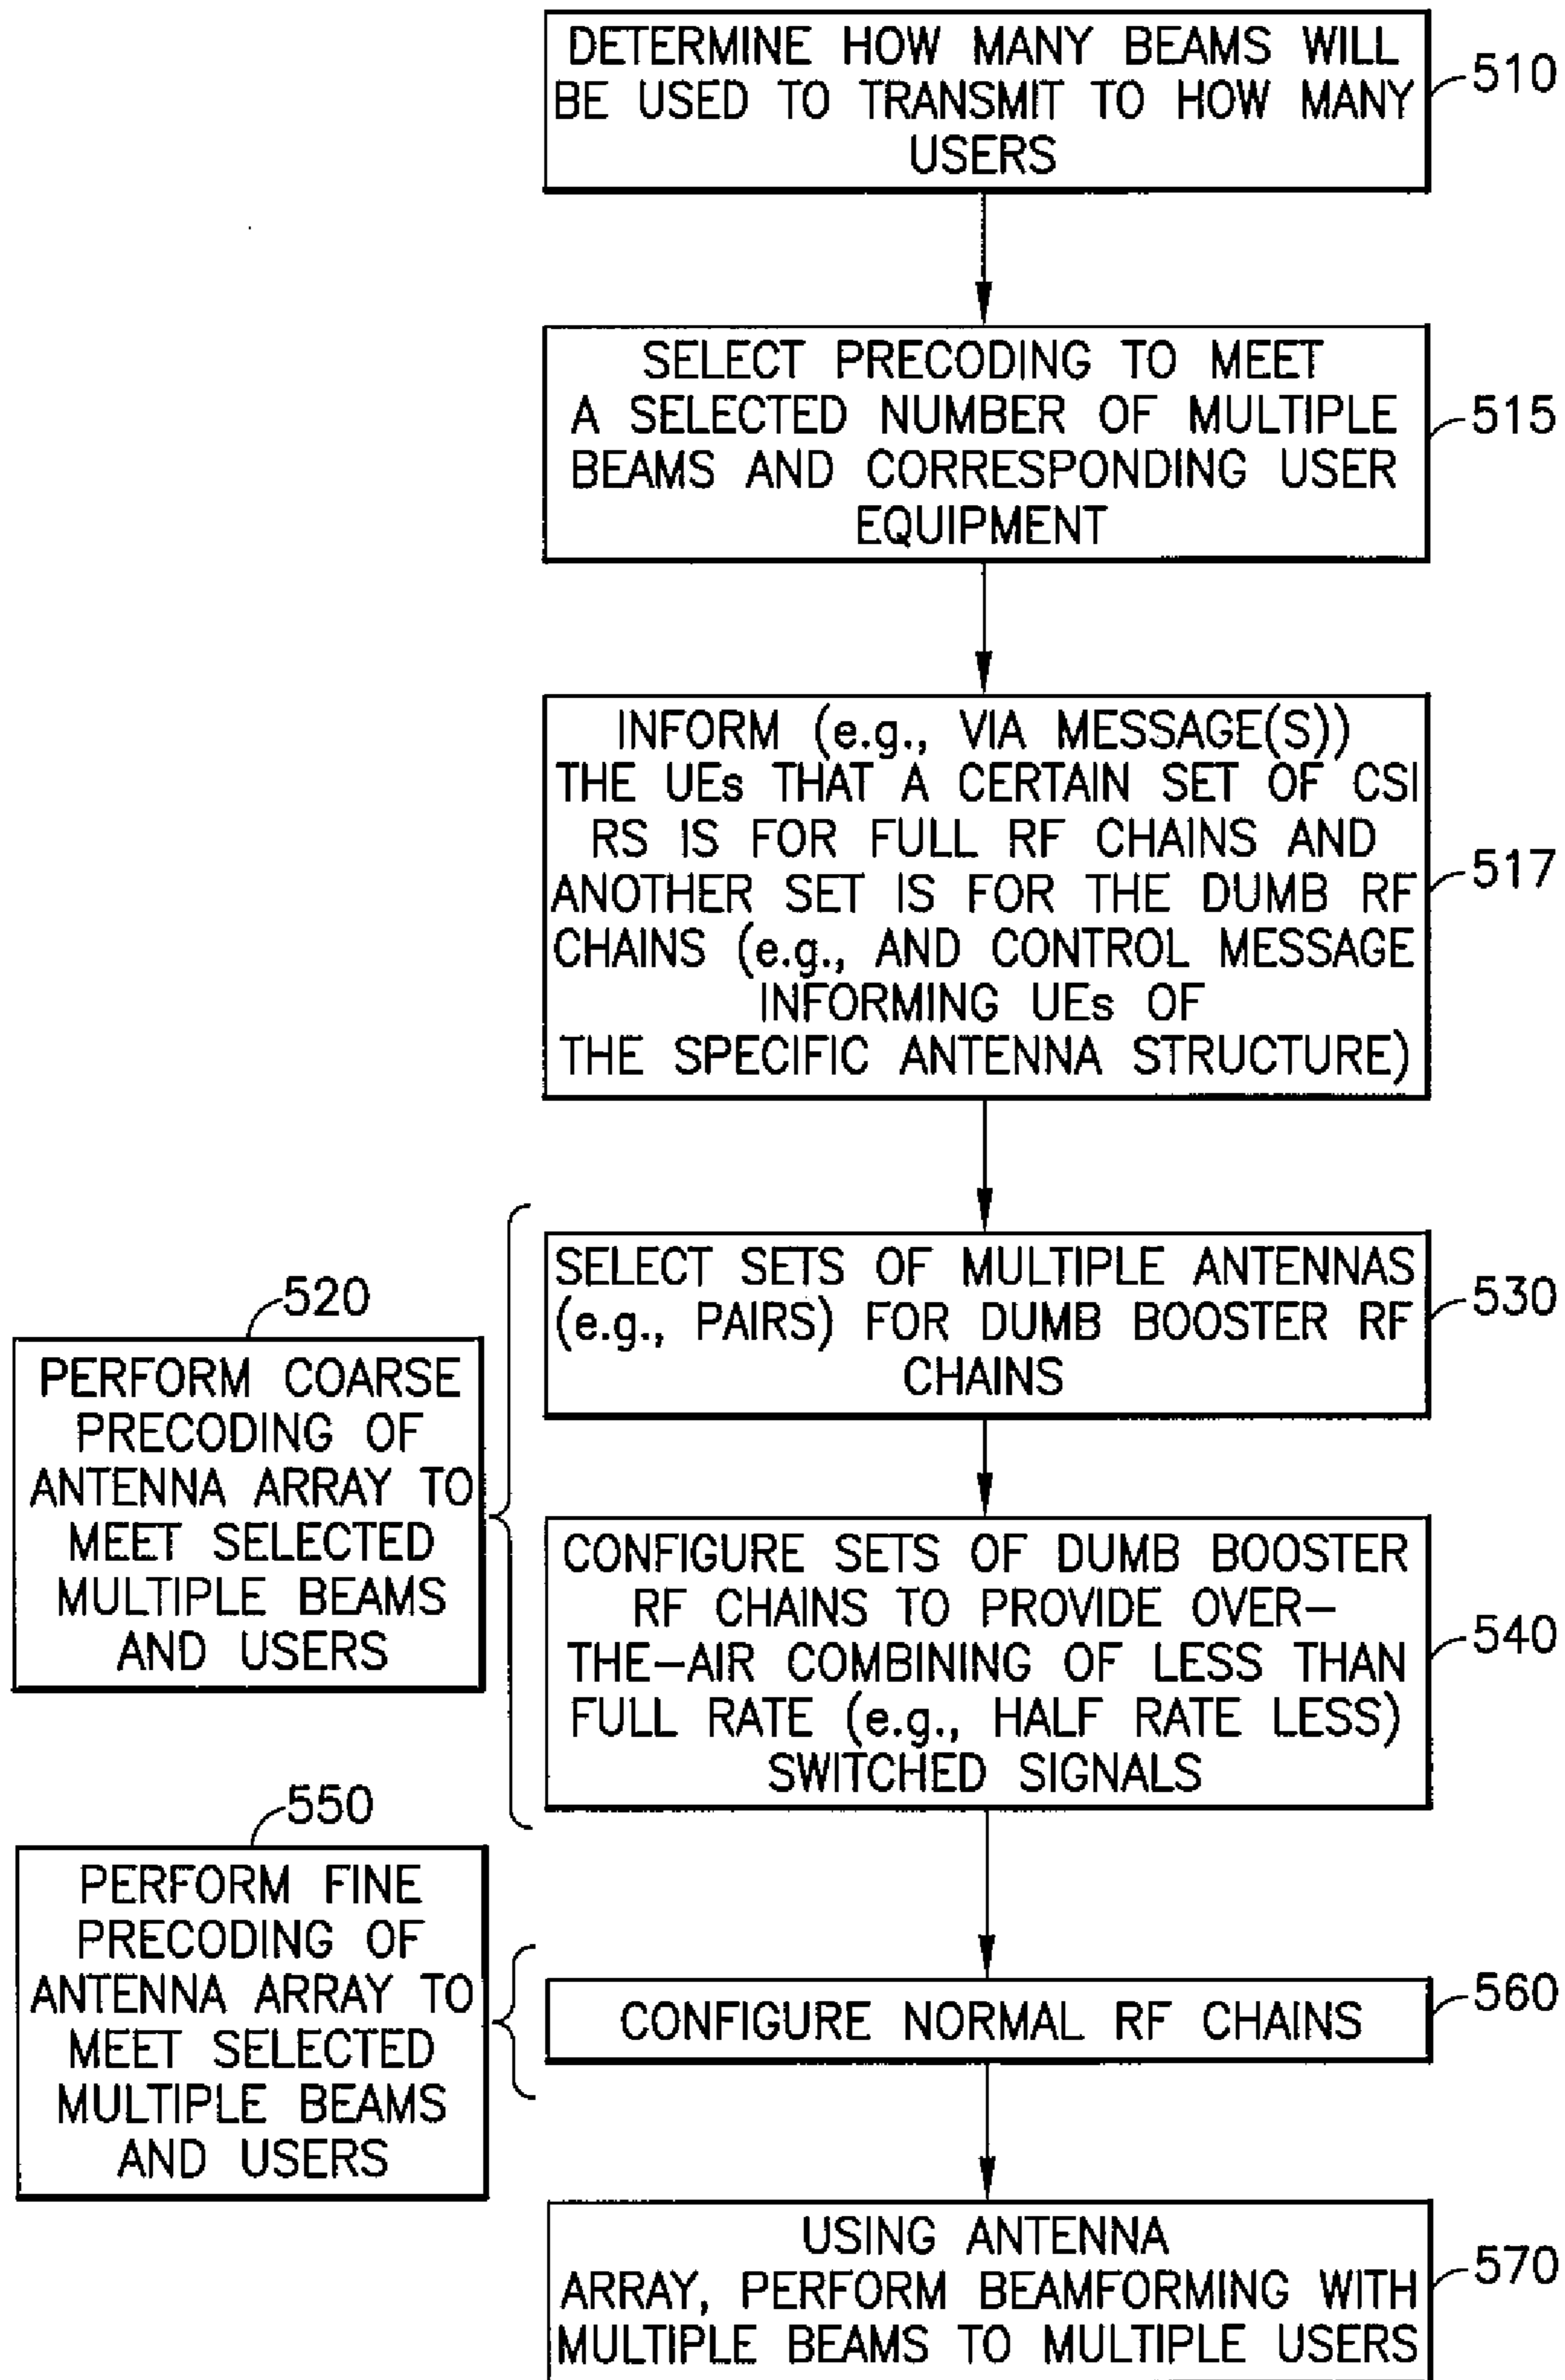 DETERMINE HOW MANY BEAMS WILL
BE USED TO TRANSMIT TO HOW MANY
USERS
510
SELECT PRECODING TO MEET
A SELECTED NUMBER OF MULTIPLE
BEAMS AND CORRESPONDING USER
EQUIPMENT
515
INFORM (e.g., VIA MESSAGE(S))
THE UEs THAT A CERTAIN SET OF CSI
RS IS FOR FULL RF CHAINS AND
ANOTHER SET IS FOR THE DUMB RF
CHAINS (e.g., AND CONTROL MESSAGE
INFORMING UEs OF
THE SPECIFIC ANTENNA STRUCTURE)
517
520
PERFORM COARSE
PRECODING OF
ANTENNA ARRAY TO
MEET SELECTED
MULTIPLE BEAMS
AND USERS
SELECT SETS OF MULTIPLE ANTENNAS
(e.g., PAIRS) FOR DUMB BOOSTER RF
CHAINS
530
CONFIGURE SETS OF DUMB BOOSTER
RF CHAINS TO PROVIDE OVER–
THE–AIR COMBINING OF LESS THAN
FULL RATE (e.g., HALF RATE LESS)
SWITCHED SIGNALS
540
550
PERFORM FINE
PRECODING OF
ANTENNA ARRAY TO
MEET SELECTED
MULTIPLE BEAMS
AND USERS
CONFIGURE NORMAL RF CHAINS
560
USING ANTENNA
ARRAY, PERFORM BEAMFORMING WITH
MULTIPLE BEAMS TO MULTIPLE USERS
570